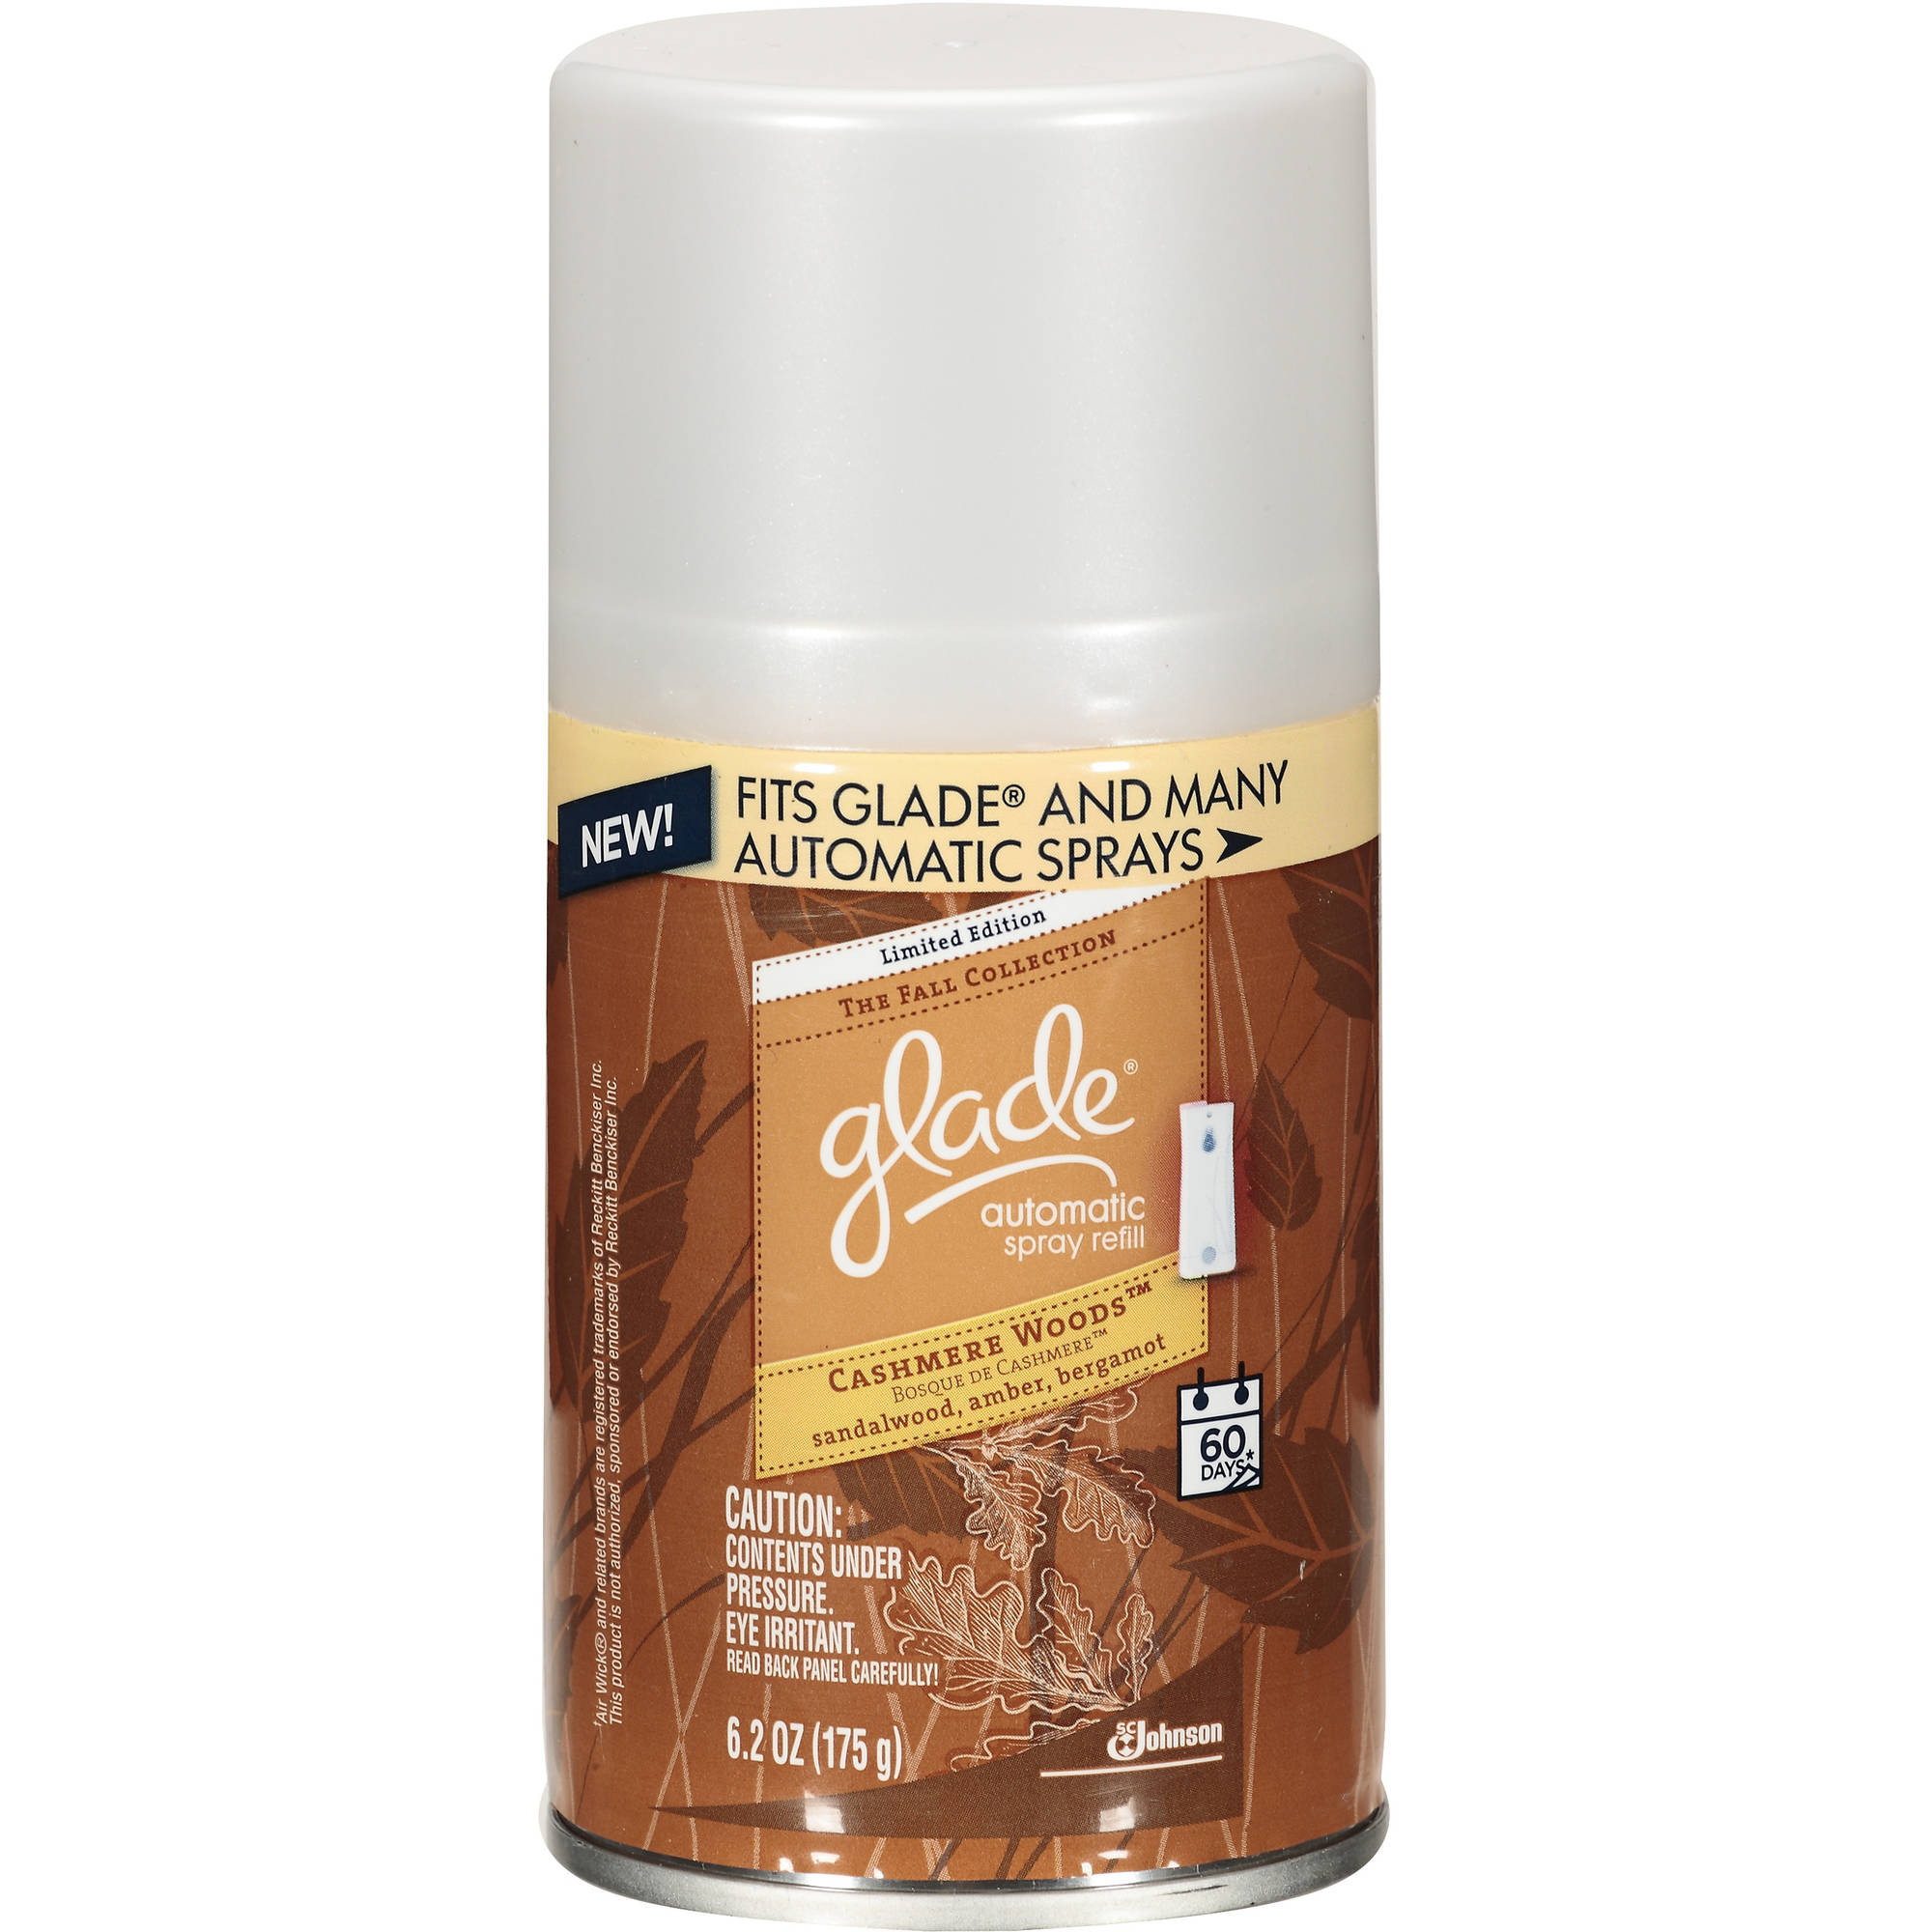 NEW!
FITS GLADE® AND MANY
AUTOMATIC SPRAYS
Limited Edition
THE FALL COLLECTION
glade®
automatic
spray refill
CASHMERE WOODS™
BOSQUE DE CASHMERE™
sandalwood, amber, bergamot
60
DAYS*
CAUTION:
CONTENTS UNDER
PRESSURE.
EYE IRRITANT.
READ BACK PANEL CAREFULLY!
6.2 OZ (175 g)
SC Johnson
†Air Wick® and related brands are registered trademarks of Reckitt Benckiser Inc.
This product is not authorized, sponsored or endorsed by Reckitt Benckiser Inc.